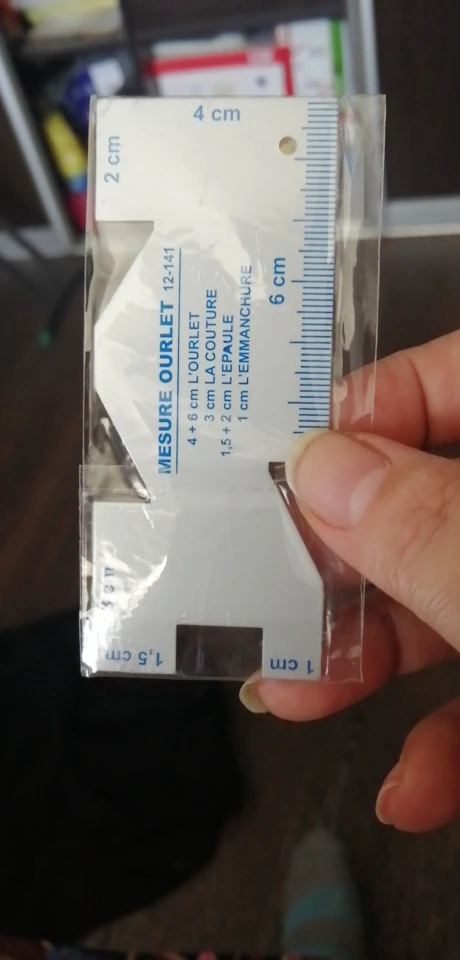 4 cm
2 cm
6 cm
MESURE OURLET 12-141
4 + 6 cm L'OURLET
3 cm LA COUTURE
1,5 + 2 cm L'EPAULE
1 cm L'EMMANCHURE
1,5 cm
1 cm